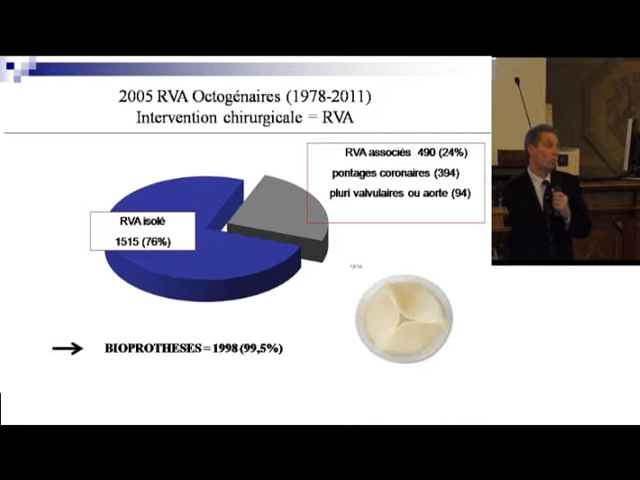 2005 RVA Octogénaires (1978-2011)
Intervention chirurgicale = RVA
RVA associés 490 (24%)
pontages coronaires (394)
pluri valvulaires ou aorte (94)
RVA isolé
1515 (76%)
BIOPROTHESES = 1998 (99,5%)